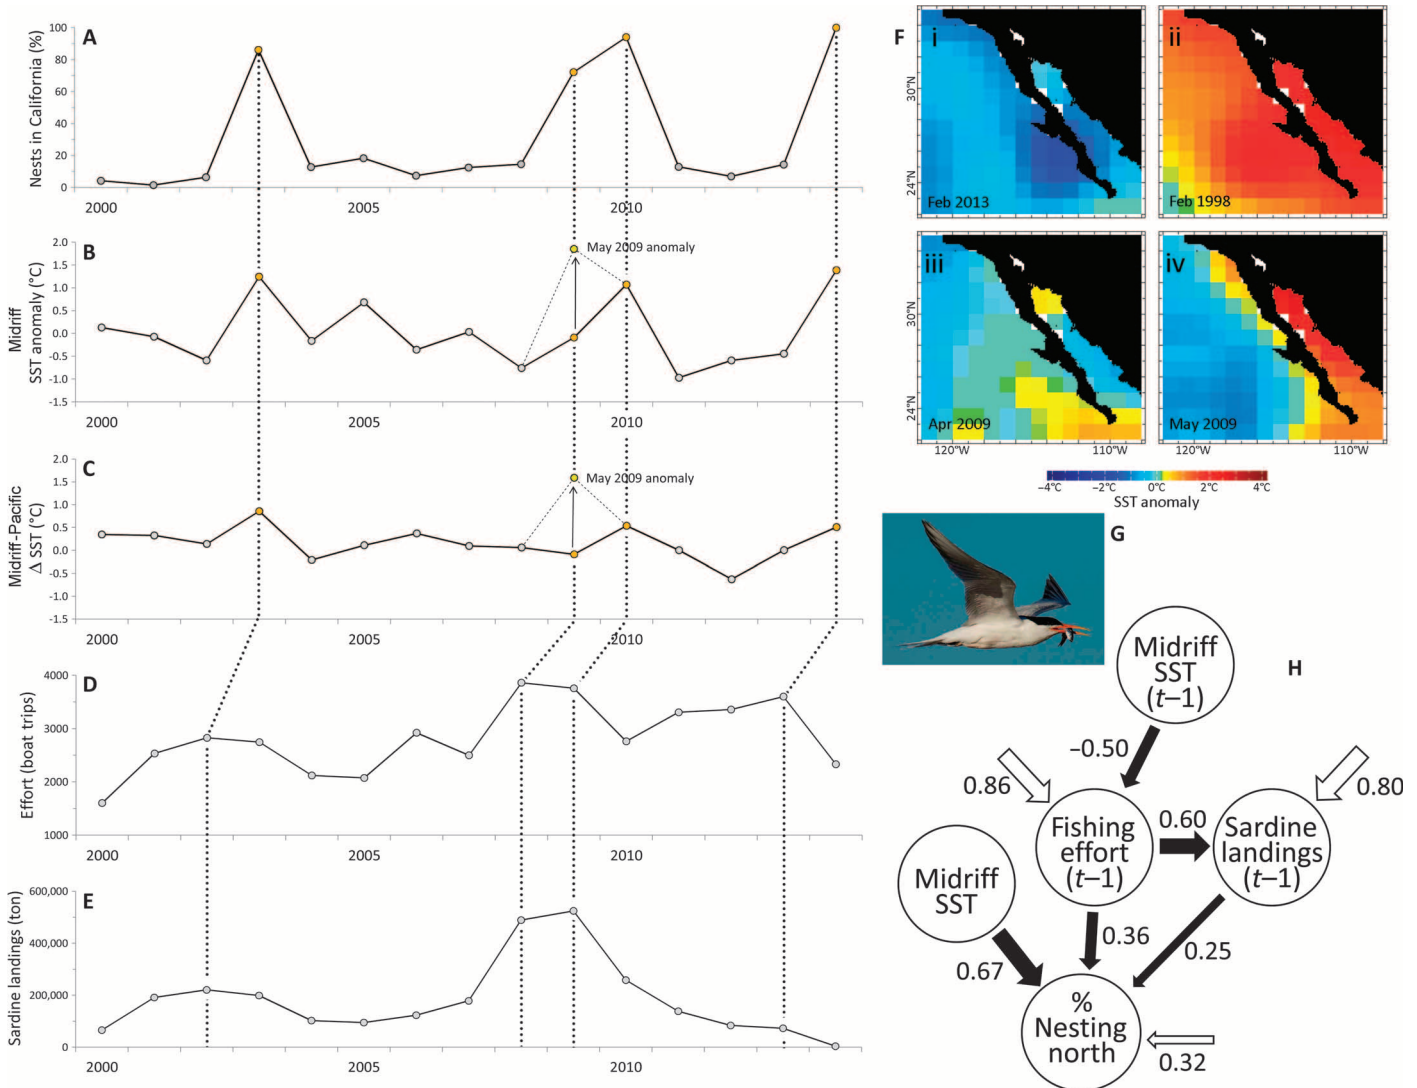 A
Nests in California (%)
100
80
60
40
20
0
2000
2005
2010
B
Midriff
SST anomaly (°C)
2.0
1.5
1.0
0.5
0.0
-0.5
-1.0
-1.5
May 2009 anomaly
2000
2005
2010
C
Midriff-Pacific
Δ SST (°C)
2.0
1.5
1.0
0.5
0.0
-0.5
-1.0
-1.5
May 2009 anomaly
2000
2005
2010
D
Effort (boat trips)
4000
3000
2000
1000
2000
2005
2010
E
Sardine landings (ton)
600,000
400,000
200,000
0
2000
2005
2010
F
i
30°N
24°N
Feb 2013
ii
Feb 1998
iii
30°N
24°N
Apr 2009
iv
May 2009
120°W
110°W
120°W
110°W
−4°C
−2°C
0°C
2°C
4°C
SST anomaly
G
H
Midriff
SST
(t−1)
−0.50
0.86
0.80
Fishing
effort
(t−1)
0.60
Sardine
landings
(t−1)
Midriff
SST
0.67
0.36
0.25
%
Nesting
north
0.32